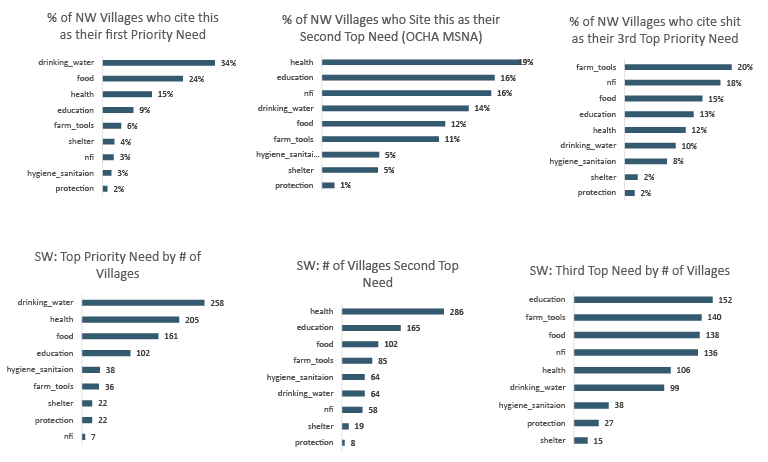 % of NW Villages who cite this
as their first Priority Need
drinking_water 34%
food 24%
health 15%
education 9%
farm_tools 6%
shelter 4%
nfi 3%
hygiene_sanitaion 3%
protection 2%
% of NW Villages who Site this as their
Second Top Need (OCHA MSNA)
health 19%
education 16%
nfi 16%
drinking_water 14%
food 12%
farm_tools 11%
hygiene_sanitai... 5%
shelter 5%
protection 1%
% of NW Villages who cite shit
as their 3rd Top Priority Need
farm_tools 20%
nfi 18%
food 15%
education 13%
health 12%
drinking_water 10%
hygiene_sanitaion 8%
shelter 2%
protection 2%
SW: Top Priority Need by # of
Villages
drinking_water 258
health 205
food 161
education 102
hygiene_sanitaion 38
farm_tools 36
shelter 22
protection 22
nfi 7
SW: # of Villages Second Top
Need
health 286
education 165
food 102
farm_tools 85
hygiene_sanitaion 64
drinking_water 64
nfi 58
shelter 19
protection 8
SW: Third Top Need by # of Villages
education 152
farm_tools 140
food 138
nfi 136
health 106
drinking_water 99
hygiene_sanitaion 38
protection 27
shelter 15